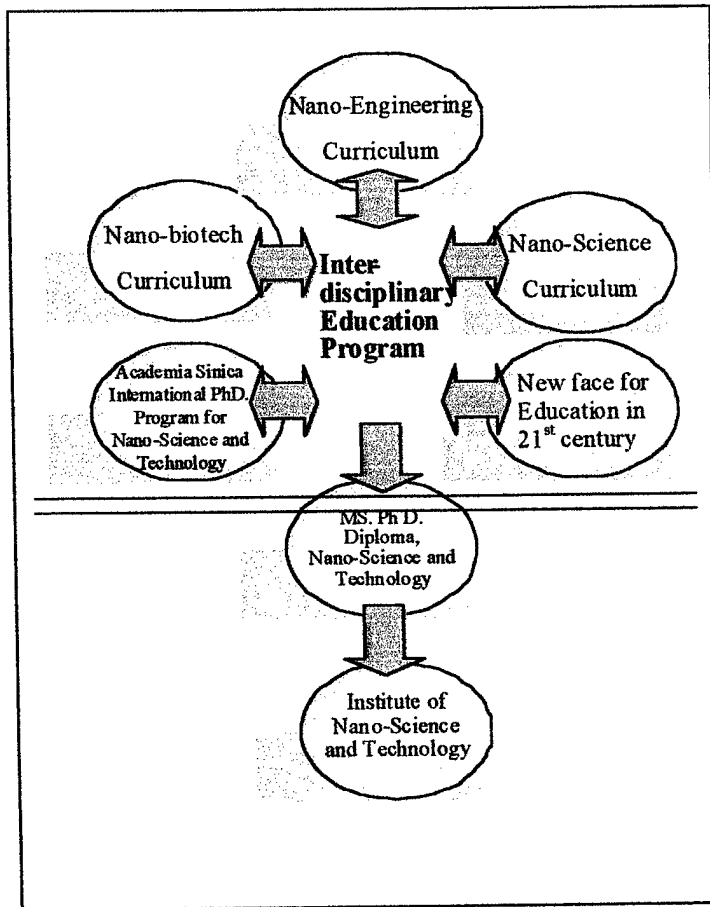 Nano-Engineering
Curriculum
Nano-biotech
Curriculum
Inter-
disciplinary
Education
Program
Nano-Science
Curriculum
Academia Sinica
International PhD.
Program for
Nano-Science and
Technology
New face for
Education in
21st century
MS. Ph D.
Diploma,
Nano-Science and
Technology
Institute of
Nano-Science
and Technology